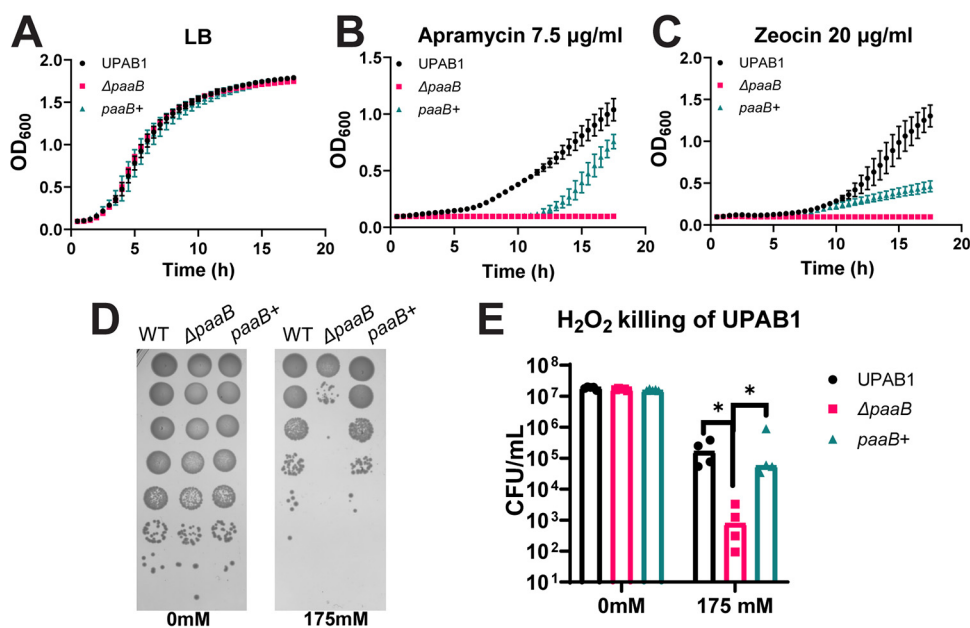 A
LB
UPAB1
ΔpaaB
paaB+
2.0
1.5
1.0
0.5
0.0
OD600
0
5
10
15
20
Time (h)
B
Apramycin 7.5 µg/ml
UPAB1
ΔpaaB
paaB+
1.5
1.0
0.5
0.0
OD600
0
5
10
15
20
Time (h)
C
Zeocin 20 µg/ml
UPAB1
ΔpaaB
paaB+
2.0
1.5
1.0
0.5
0.0
OD600
0
5
10
15
20
Time (h)
D
WT ΔpaaB paaB+
WT ΔpaaB paaB+
0mM
175mM
E
H2O2 killing of UPAB1
10^8
10^7
10^6
10^5
10^4
10^3
10^2
10^1
CFU/mL
* *
0mM
175 mM
UPAB1
ΔpaaB
paaB+